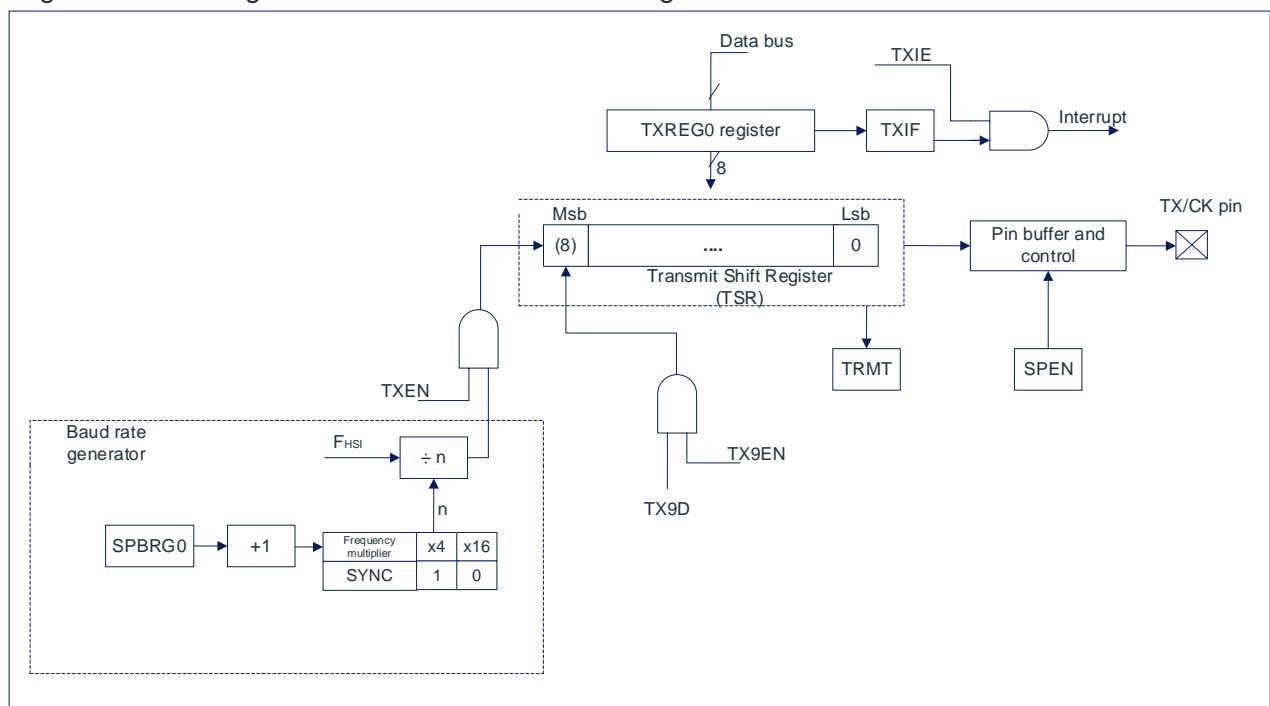 Data bus
TXIE
TXREG0 register
TXIF
Interrupt
8
Msb
Lsb
TX/CK pin
(8)
....
0
Pin buffer and
control
Transmit Shift Register
(TSR)
TRMT
SPEN
TXEN
Baud rate
generator
FHSI
÷ n
TX9EN
n
TX9D
SPBRG0
+1
Frequency
multiplier
x4
x16
SYNC
1
0